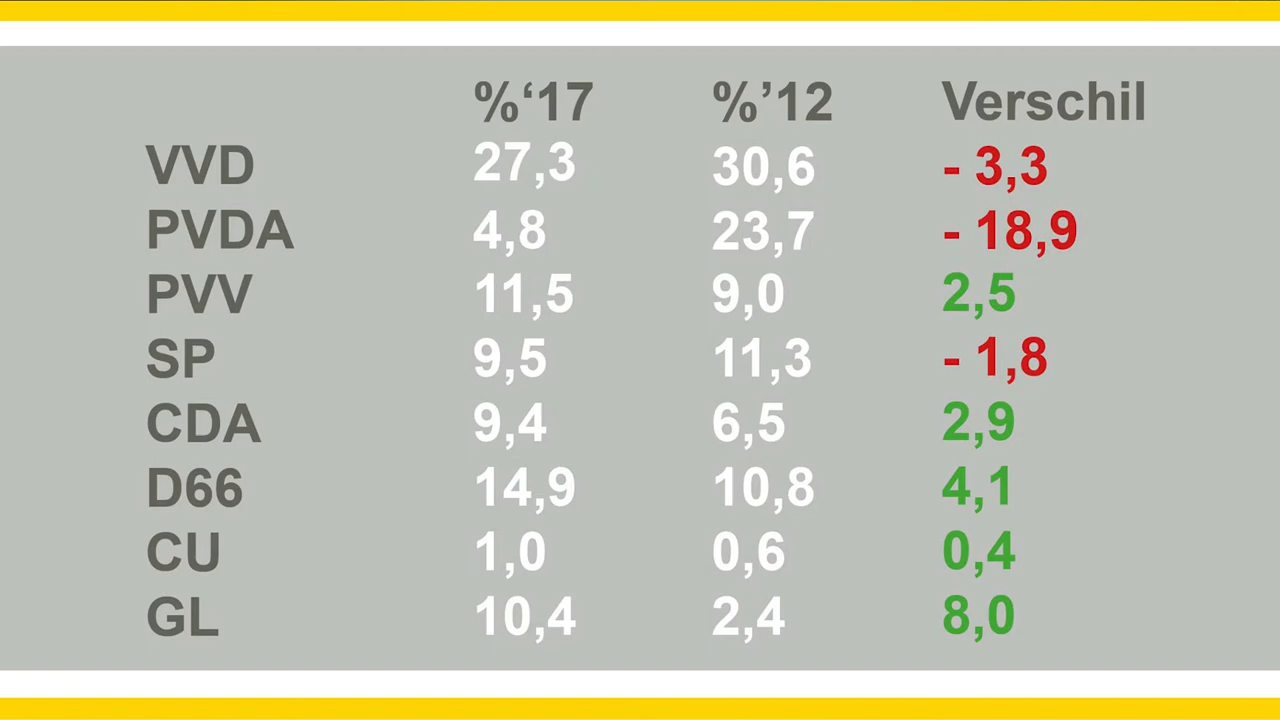 %‘17 %’12 Verschil
VVD 27,3 30,6 - 3,3
PVDA 4,8 23,7 - 18,9
PVV 11,5 9,0 2,5
SP 9,5 11,3 - 1,8
CDA 9,4 6,5 2,9
D66 14,9 10,8 4,1
CU 1,0 0,6 0,4
GL 10,4 2,4 8,0